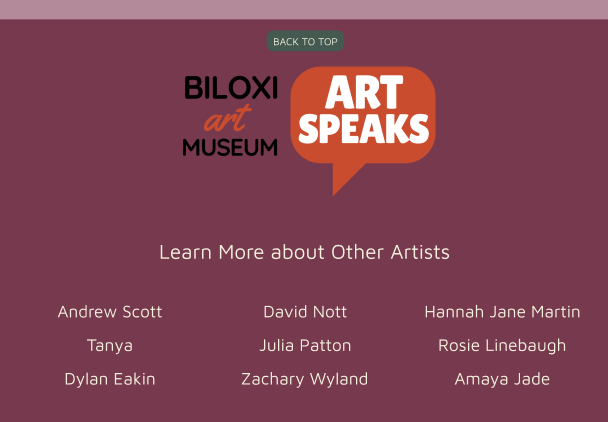 BACK TO TOP
BILOXI
art
MUSEUM
ART
SPEAKS
Learn More about Other Artists
Andrew Scott
David Nott
Hannah Jane Martin
Tanya
Julia Patton
Rosie Linebaugh
Dylan Eakin
Zachary Wyland
Amaya Jade